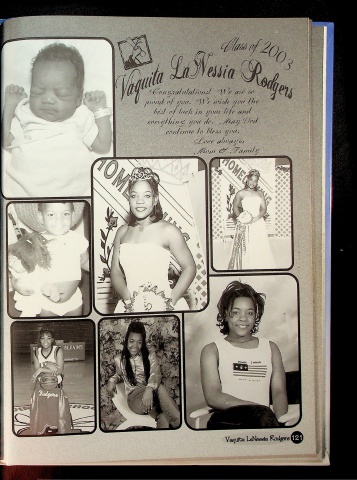 Class of 2003
Vaquita LaNessia Rodgers
Congratulations! We are so
proud of you. We wish you the
best of luck in your life and
everything you do. May God
continue to bless you.
Love always,
Mom & Family
HOMECOMING
HOME
Rodgers
Vaquita LaNessia Rodgers 121